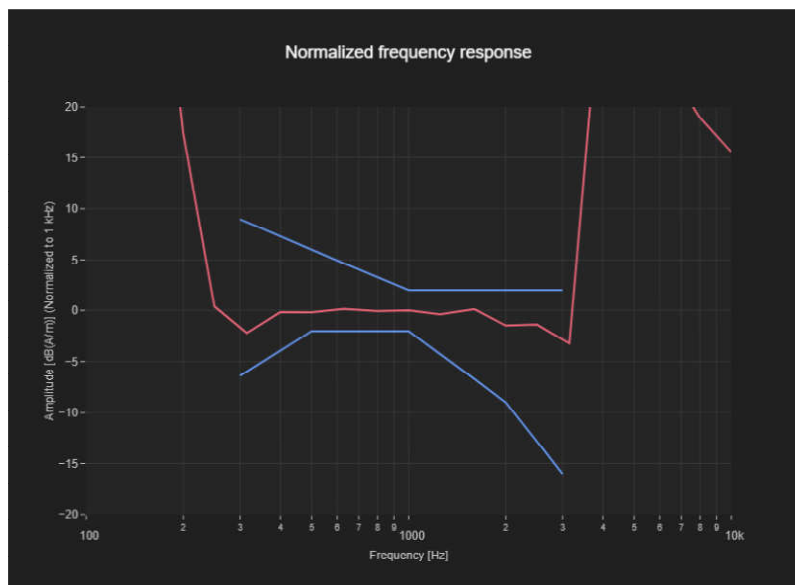 Normalized frequency response
Amplitude [dB(A/m)] (Normalized to 1 kHz)
20
15
10
5
0
−5
−10
−15
−20
100 2 3 4 5 6 7 8 9 1000 2 3 4 5 6 7 8 9 10k
Frequency [Hz]